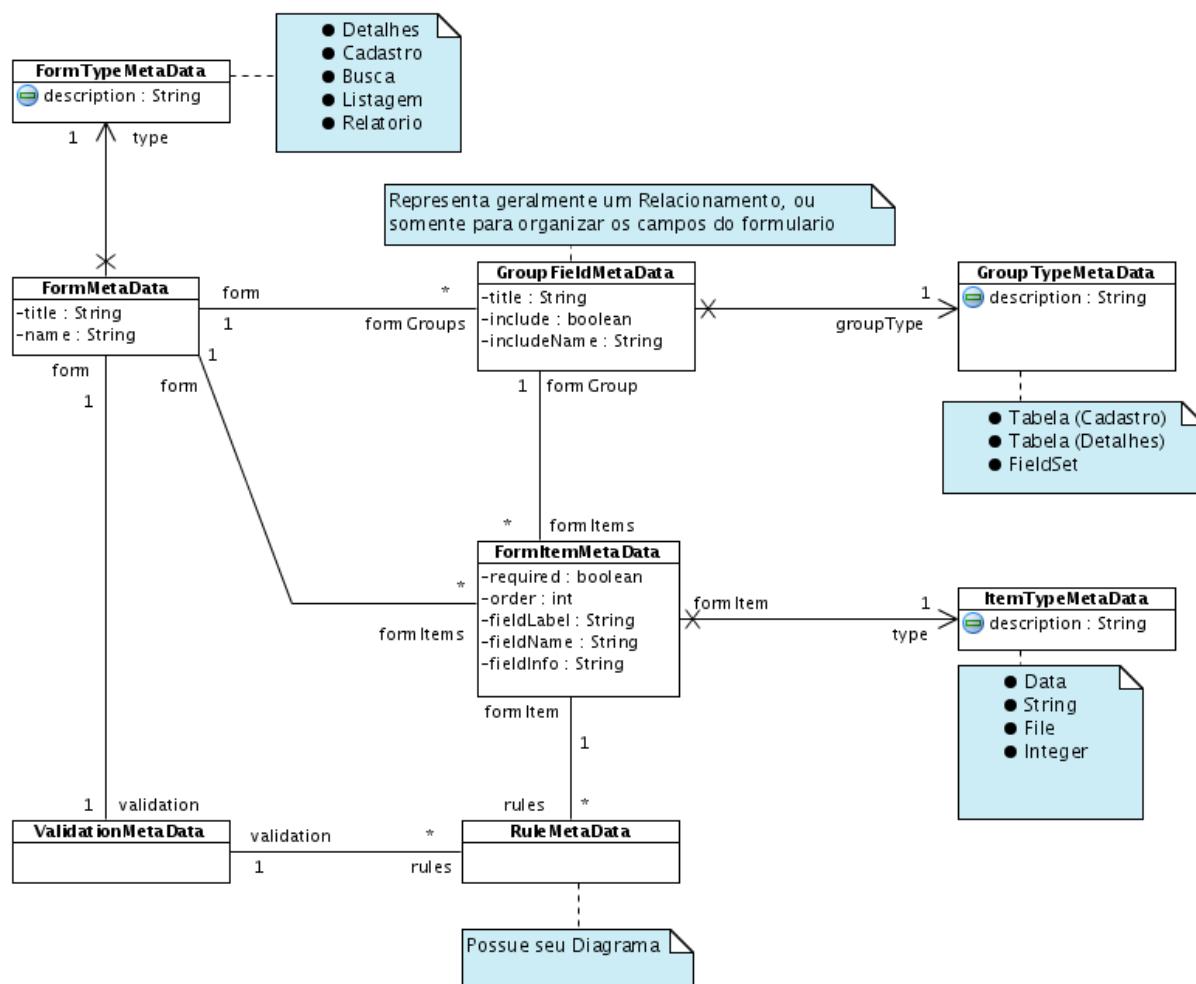 ● Detalhes
● Cadastro
● Busca
● Listagem
● Relatorio
FormTypeMetaData
description : String
1
type
Representa geralmente um Relacionamento, ou
somente para organizar os campos do formulario
FormMetaData
-title : String
-name : String
form
*
1
form Groups
GroupFieldMetaData
-title : String
-include : boolean
-includeName : String
1
groupType
GroupTypeMetaData
description : String
● Tabela (Cadastro)
● Tabela (Detalhes)
● FieldSet
form
1
1
form
1
form Group
*
form Items
*
form Items
FormItemMetaData
-required : boolean
-order : int
-fieldLabel : String
-fieldName : String
-fieldInfo : String
form Item
1
type
ItemTypeMetaData
description : String
● Data
● String
● File
● Integer
form Item
1
rules
*
1
validation
ValidationMetaData
validation
*
1
rules
RuleMetaData
Possue seu Diagrama